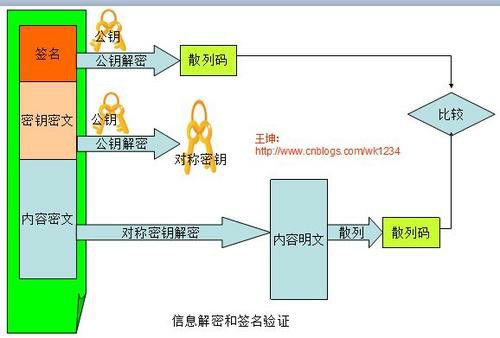 签名
公钥
公钥解密
散列码
密钥密文
公钥
公钥解密
对称密钥
比较
王坤:
http://www.cnblogs.com/wk1234
内容密文
对称密钥解密
内容明文
散列
散列码
信息解密和签名验证